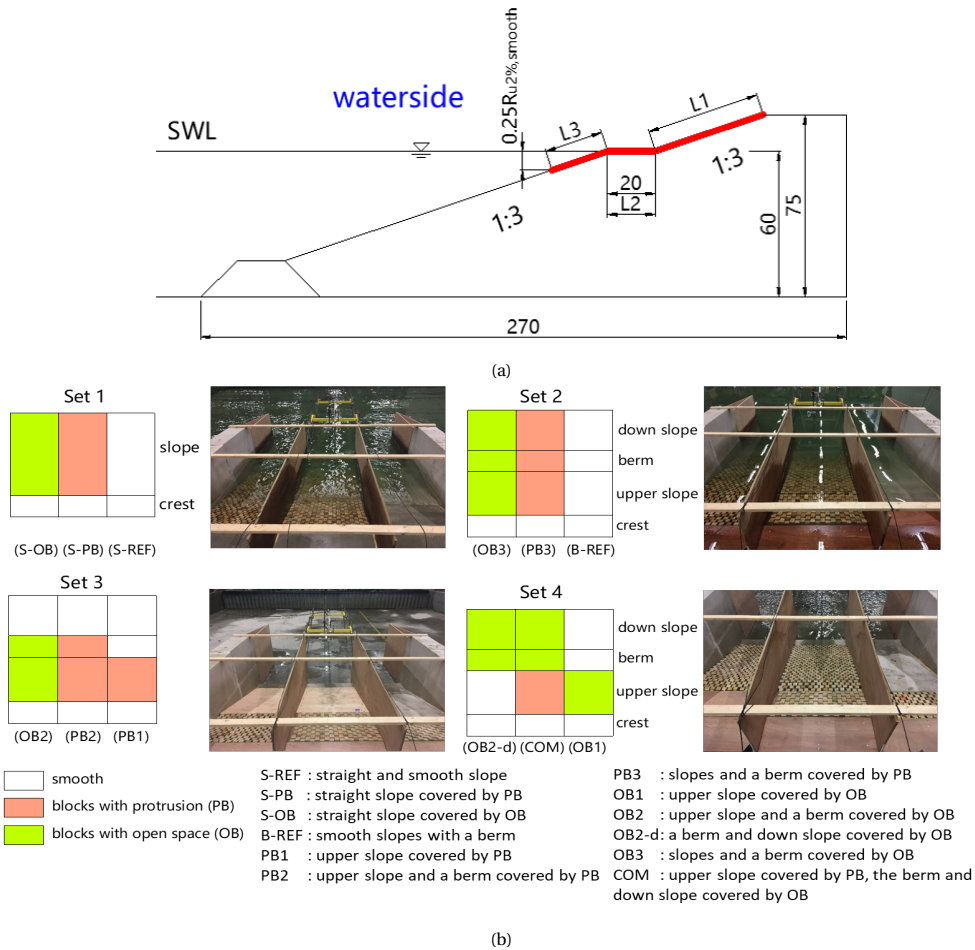 0.25Ru2%,smooth
waterside
SWL
L3
L1
1:3
20
L2
1:3
60
75
270
(a)
Set 1
slope
crest
(S-OB) (S-PB) (S-REF)
Set 2
down slope
berm
upper slope
crest
(OB3) (PB3) (B-REF)
Set 3
(OB2) (PB2) (PB1)
Set 4
down slope
berm
upper slope
crest
(OB2-d) (COM) (OB1)
smooth
blocks with protrusion (PB)
blocks with open space (OB)
S-REF : straight and smooth slope
S-PB : straight slope covered by PB
S-OB : straight slope covered by OB
B-REF : smooth slopes with a berm
PB1 : upper slope covered by PB
PB2 : upper slope and a berm covered by PB
PB3 : slopes and a berm covered by PB
OB1 : upper slope covered by OB
OB2 : upper slope and a berm covered by OB
OB2-d: a berm and down slope covered by OB
OB3 : slopes and a berm covered by OB
COM : upper slope covered by PB, the berm and
down slope covered by OB
(b)